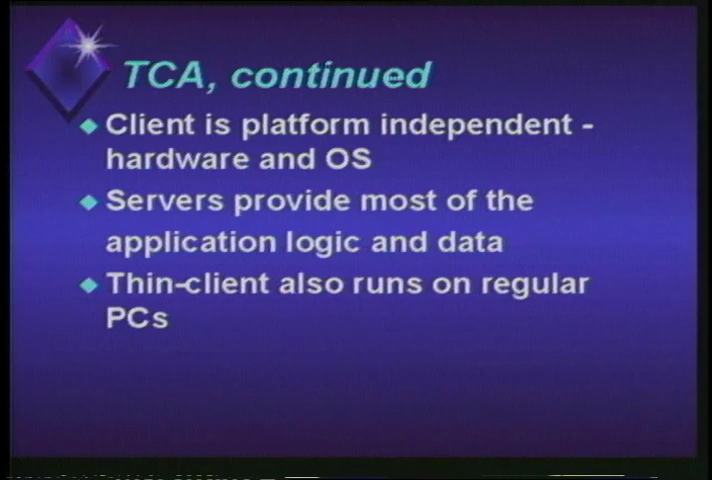 TCA, continued
Client is platform independent -
hardware and OS
Servers provide most of the
application logic and data
Thin-client also runs on regular
PCs